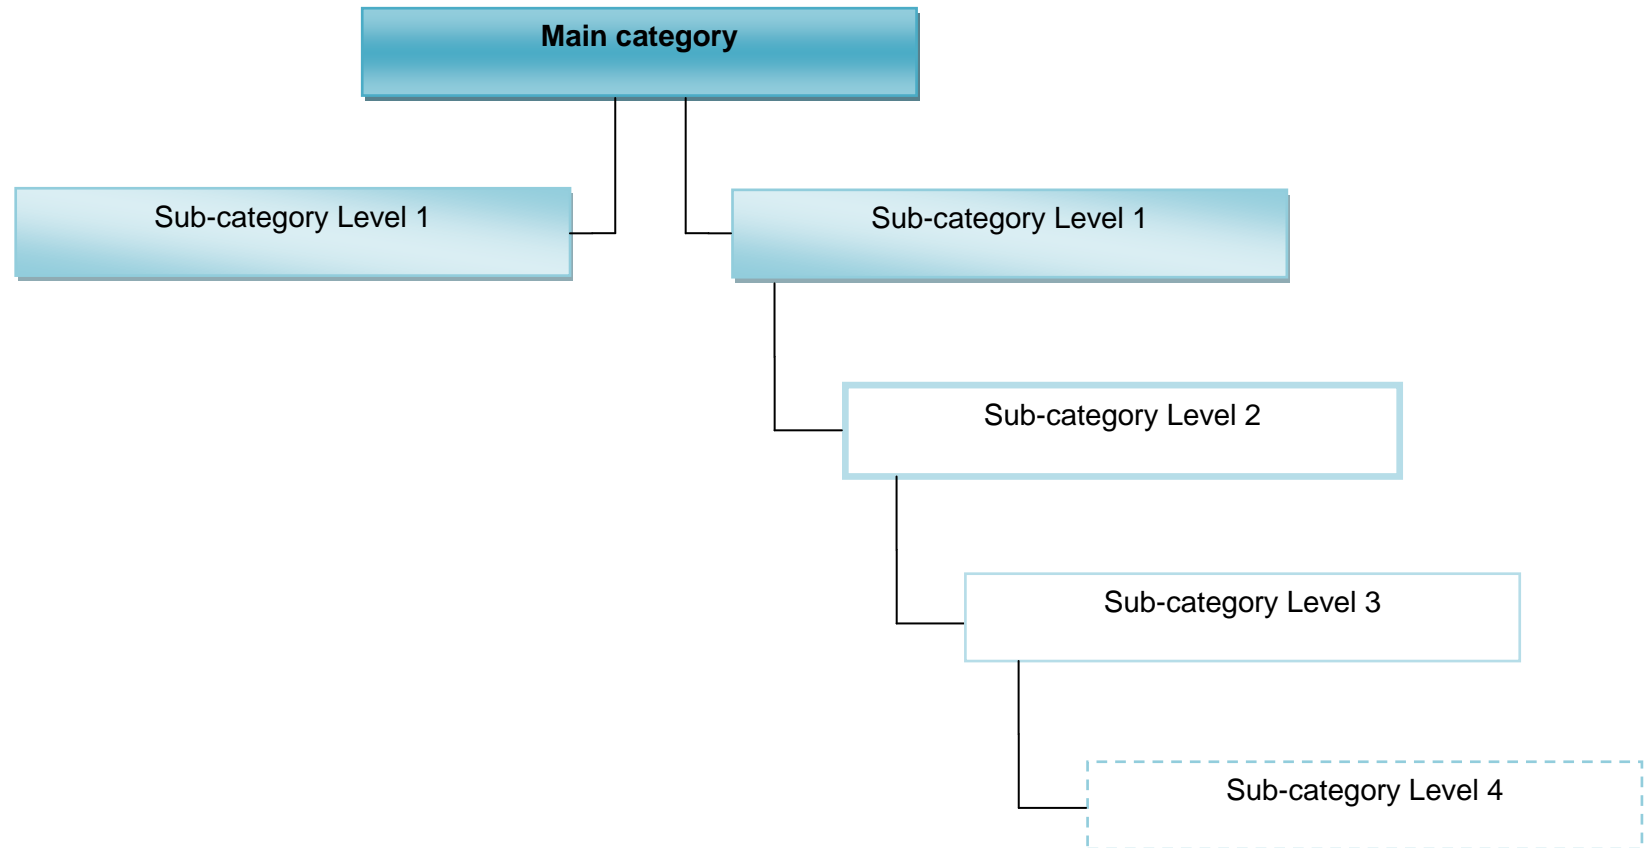 Main category
Sub-category Level 1
Sub-category Level 1
Sub-category Level 2
Sub-category Level 3
Sub-category Level 4